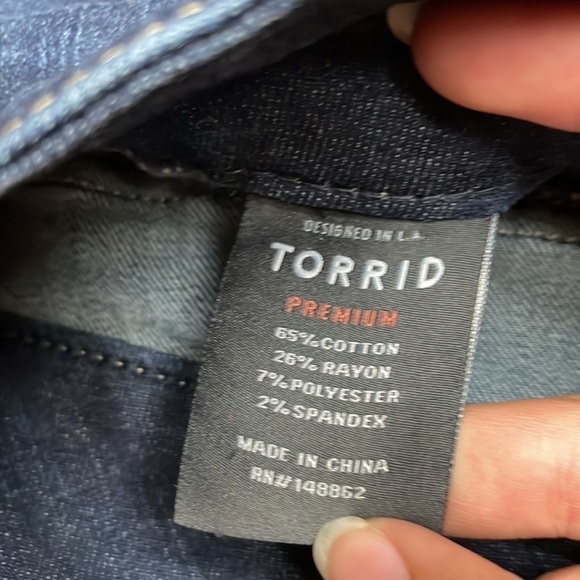 DESIGNED IN L.A.
TORRID
PREMIUM
65% COTTON
26% RAYON
7% POLYESTER
2% SPANDEX
MADE IN CHINA
RN# 148862